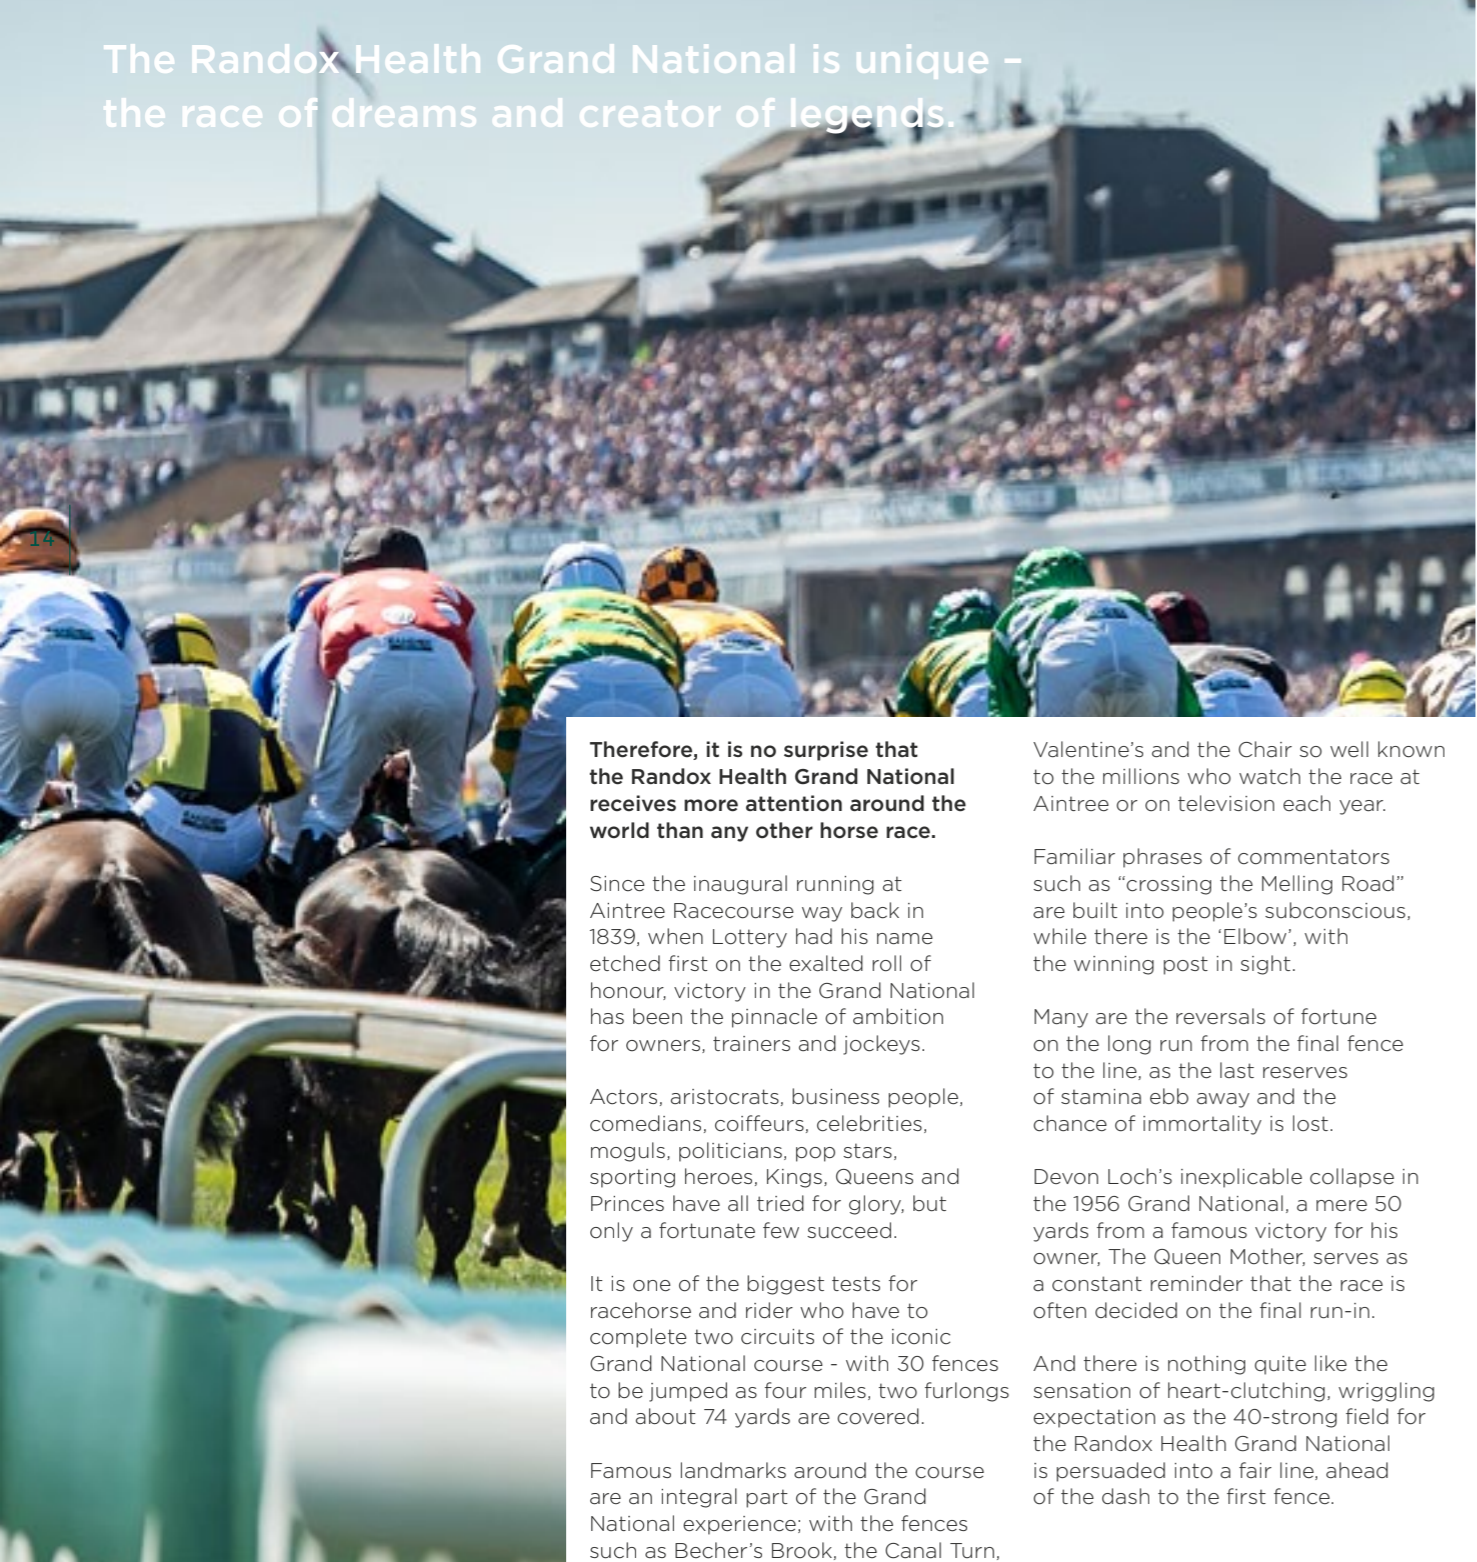 The Randox Health Grand National is unique –
the race of dreams and creator of legends.
14
Therefore, it is no surprise that
the Randox Health Grand National
receives more attention around the
world than any other horse race.
Since the inaugural running at
Aintree Racecourse way back in
1839, when Lottery had his name
etched first on the exalted roll of
honour, victory in the Grand National
has been the pinnacle of ambition
for owners, trainers and jockeys.
Actors, aristocrats, business people,
comedians, coiffeurs, celebrities,
moguls, politicians, pop stars,
sporting heroes, Kings, Queens and
Princes have all tried for glory, but
only a fortunate few succeed.
It is one of the biggest tests for
racehorse and rider who have to
complete two circuits of the iconic
Grand National course - with 30 fences
to be jumped as four miles, two furlongs
and about 74 yards are covered.
Famous landmarks around the course
are an integral part of the Grand
National experience; with the fences
such as Becher’s Brook, the Canal Turn,
Valentine’s and the Chair so well known
to the millions who watch the race at
Aintree or on television each year.
Familiar phrases of commentators
such as “crossing the Melling Road”
are built into people’s subconscious,
while there is the ‘Elbow’, with
the winning post in sight.
Many are the reversals of fortune
on the long run from the final fence
to the line, as the last reserves
of stamina ebb away and the
chance of immortality is lost.
Devon Loch’s inexplicable collapse in
the 1956 Grand National, a mere 50
yards from a famous victory for his
owner, The Queen Mother, serves as
a constant reminder that the race is
often decided on the final run-in.
And there is nothing quite like the
sensation of heart-clutching, wriggling
expectation as the 40-strong field for
the Randox Health Grand National
is persuaded into a fair line, ahead
of the dash to the first fence.